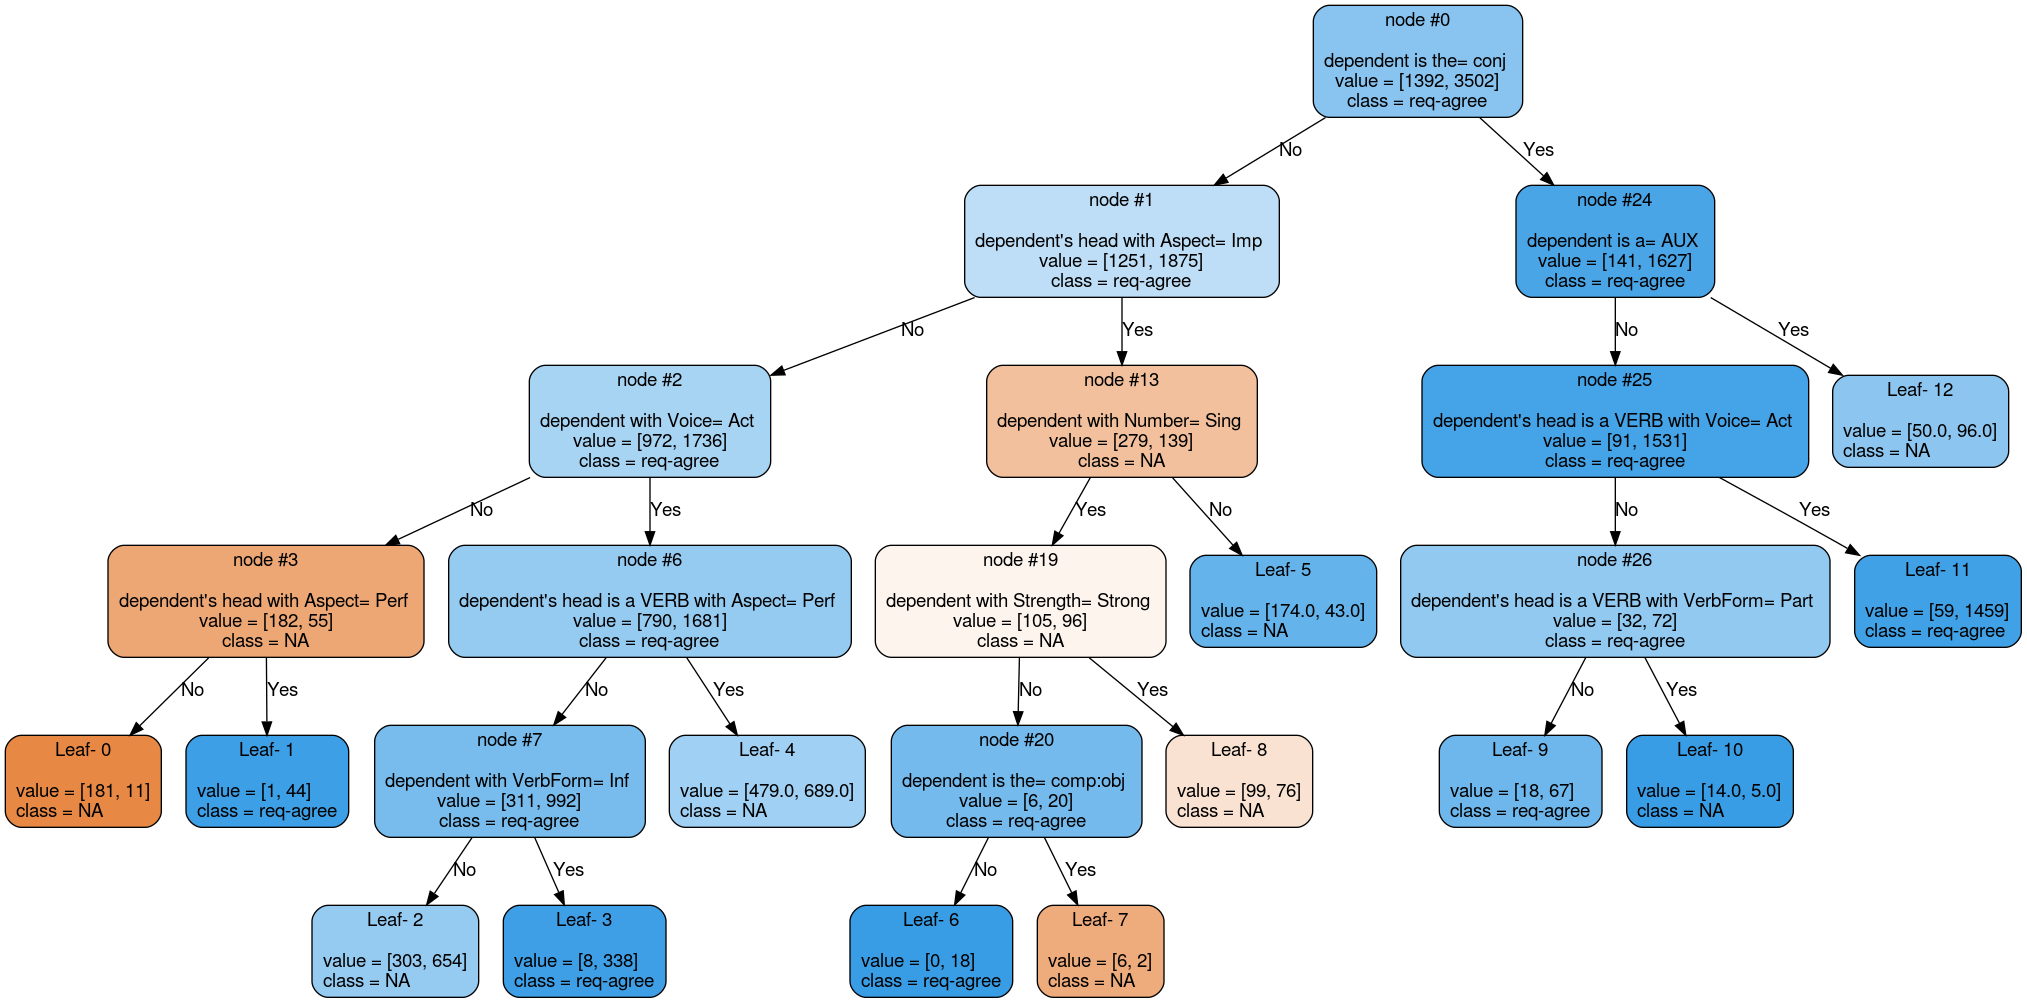 node #0
dependent is the= conj
value = [1392, 3502]
class = req-agree
No
Yes
node #1
dependent's head with Aspect= Imp
value = [1251, 1875]
class = req-agree
node #24
dependent is a= AUX
value = [141, 1627]
class = req-agree
No
Yes
No
Yes
node #2
dependent with Voice= Act
value = [972, 1736]
class = req-agree
node #13
dependent with Number= Sing
value = [279, 139]
class = NA
node #25
dependent's head is a VERB with Voice= Act
value = [91, 1531]
class = req-agree
Leaf- 12
value = [50.0, 96.0]
class = NA
No
Yes
Yes
No
No
Yes
node #3
dependent's head with Aspect= Perf
value = [182, 55]
class = NA
node #6
dependent's head is a VERB with Aspect= Perf
value = [790, 1681]
class = req-agree
node #19
dependent with Strength= Strong
value = [105, 96]
class = NA
Leaf- 5
value = [174.0, 43.0]
class = NA
node #26
dependent's head is a VERB with VerbForm= Part
value = [32, 72]
class = req-agree
Leaf- 11
value = [59, 1459]
class = req-agree
No
Yes
No
Yes
No
Yes
No
Yes
Leaf- 0
value = [181, 11]
class = NA
Leaf- 1
value = [1, 44]
class = req-agree
node #7
dependent with VerbForm= Inf
value = [311, 992]
class = req-agree
Leaf- 4
value = [479.0, 689.0]
class = NA
node #20
dependent is the= comp:obj
value = [6, 20]
class = req-agree
Leaf- 8
value = [99, 76]
class = NA
Leaf- 9
value = [18, 67]
class = req-agree
Leaf- 10
value = [14.0, 5.0]
class = NA
No
Yes
No
Yes
Leaf- 2
value = [303, 654]
class = NA
Leaf- 3
value = [8, 338]
class = req-agree
Leaf- 6
value = [0, 18]
class = req-agree
Leaf- 7
value = [6, 2]
class = NA